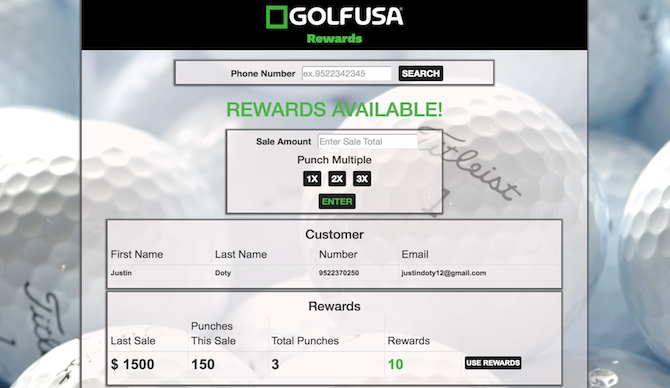 GOLFUSA
Rewards
Phone Number ex.9522342345 SEARCH
REWARDS AVAILABLE!
Sale Amount Enter Sale Total
Punch Multiple
1X 2X 3X
ENTER
Titleist
1
Customer
First Name Last Name Number Email
Justin Doty 9522370250 justindoty12@gmail.com
Titleist
Rewards
Last Sale Punches This Sale Total Punches Rewards
$ 1500 150 3 10 USE REWARDS